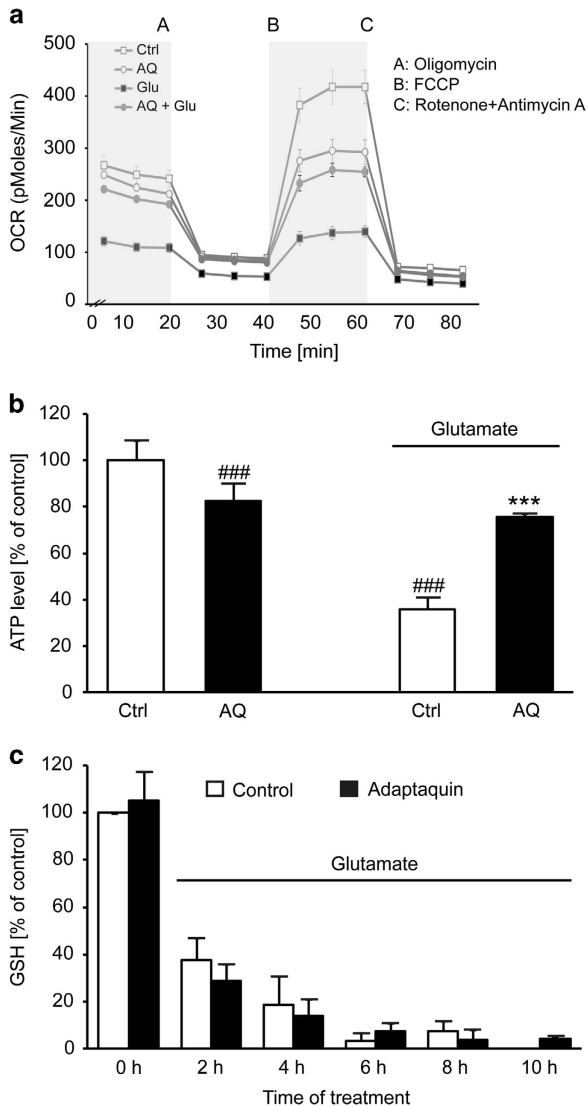 a
A B C
500
400
300
200
100
0
OCR (pMoles/Min)
Ctrl
AQ
Glu
AQ + Glu
A: Oligomycin
B: FCCP
C: Rotenone+Antimycin A
0 10 20 30 40 50 60 70 80
Time [min]
b
120
100
80
60
40
20
0
ATP level [% of control]
###
Glutamate
***
###
Ctrl AQ Ctrl AQ
c
120
100
80
60
40
20
0
GSH [% of control]
Control Adaptaquin
Glutamate
0 h 2 h 4 h 6 h 8 h 10 h
Time of treatment